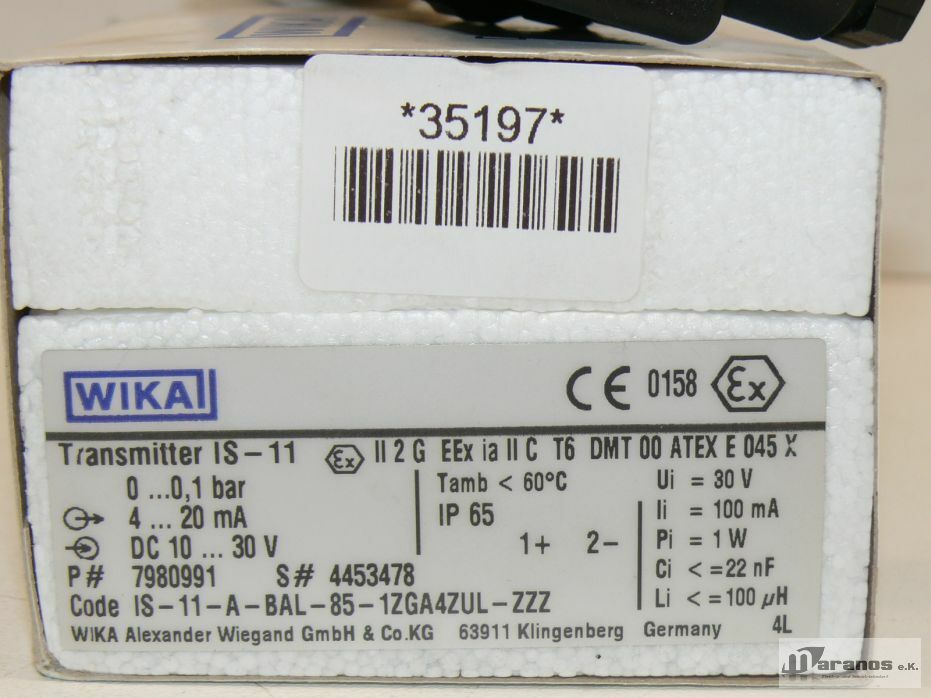 WIKA
*35197*
WIKA
CE 0158 Ex
Transmitter IS-11 Ex II 2 G EEx ia II C T6 DMT 00 ATEX E 045 X
0 ...0,1 bar
4 ... 20 mA
DC 10 ... 30 V
Tamb < 60°C
IP 65
1+ 2-
Ui = 30 V
Ii = 100 mA
Pi = 1 W
Ci <=22 nF
Li <=100 µH
P# 7980991 S# 4453478
Code IS-11-A-BAL-85-1ZGA4ZUL-ZZZ
WIKA Alexander Wiegand GmbH & Co.KG 63911 Klingenberg Germany 4L
Maranos e.K.